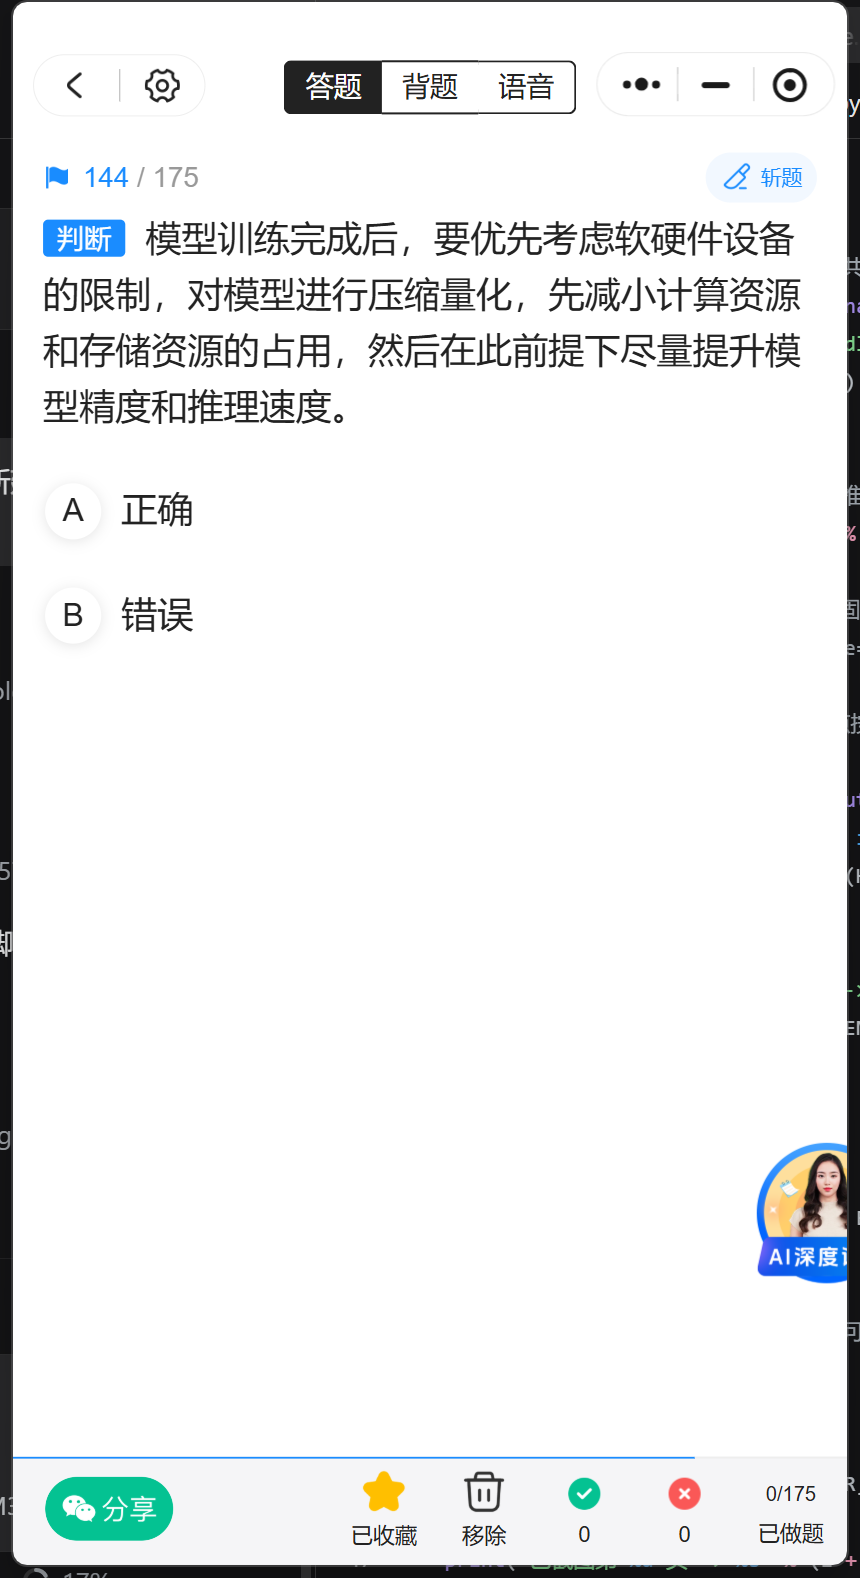 答题 背题 语音
144 / 175
斩题
判断 模型训练完成后，要优先考虑软硬件设备
的限制，对模型进行压缩量化，先减小计算资源
和存储资源的占用，然后在此前提下尽量提升模
型精度和推理速度。
A 正确
B 错误
AI深度
分享
已收藏
移除
0
0
0/175
已做题
17%